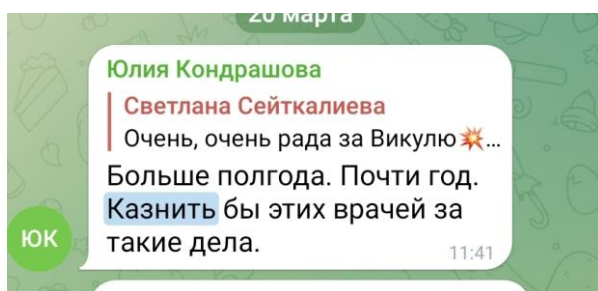 20 марта
Юлия Кондрашова
Светлана Сейткалиева
Очень, очень рада за Викулю💥...
Больше полгода. Почти год.
Казнить бы этих врачей за
такие дела.
ЮК
11:41